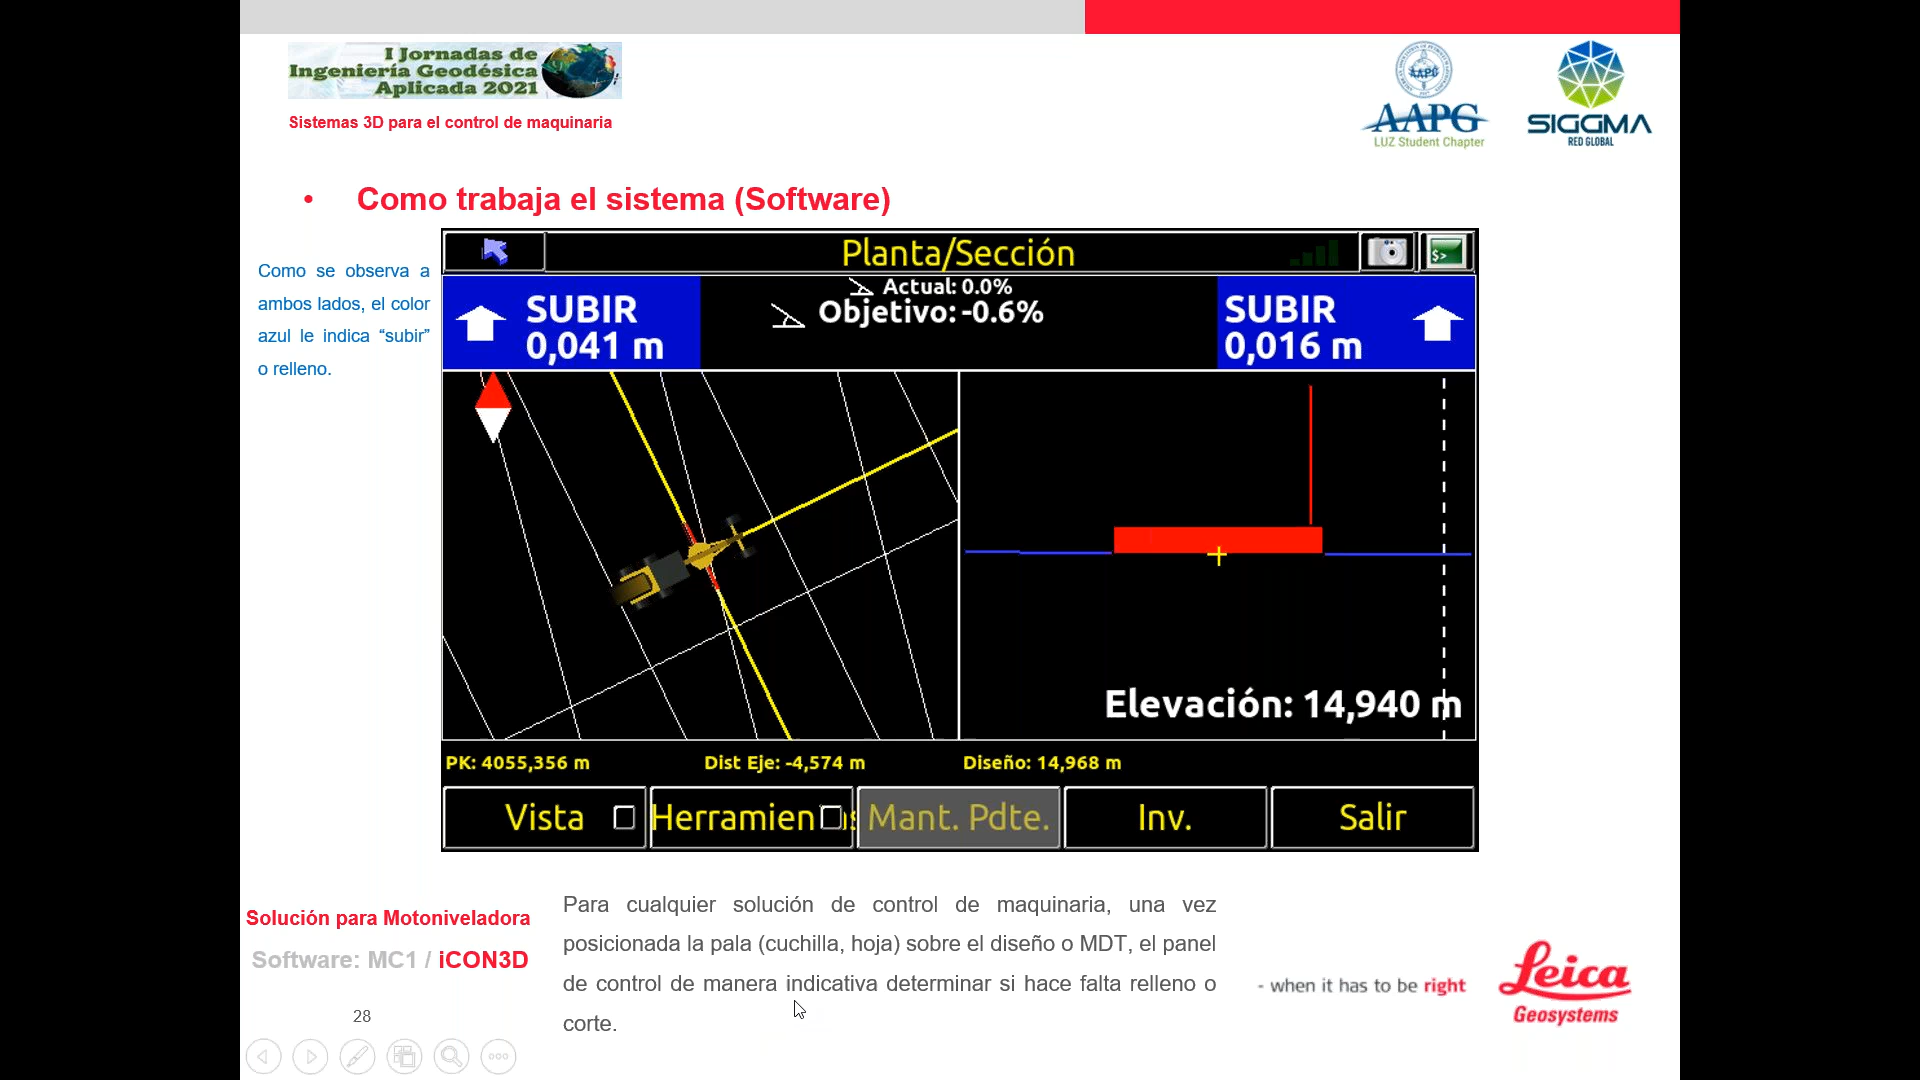 I Jornadas de
Ingeniería Geodésica
Aplicada 2021
Sistemas 3D para el control de maquinaria
AAPG
AAPG
LUZ Student Chapter
SIGGMA
RED GLOBAL
• Como trabaja el sistema (Software)
Como se observa a
ambos lados, el color
azul le indica “subir”
o relleno.
Planta/Sección
$>
SUBIR
0,041 m
Actual: 0.0%
Objetivo: -0.6%
SUBIR
0,016 m
Elevación: 14,940 m
PK: 4055,356 m
Dist Eje: -4,574 m
Diseño: 14,968 m
Vista
Herramien
Mant. Pdte.
Inv.
Salir
Solución para Motoniveladora
Software: MC1 / iCON3D
28
Para cualquier solución de control de maquinaria, una vez
posicionada la pala (cuchilla, hoja) sobre el diseño o MDT, el panel
de control de manera indicativa determinar si hace falta relleno o
corte.
- when it has to be right
Leica
Geosystems